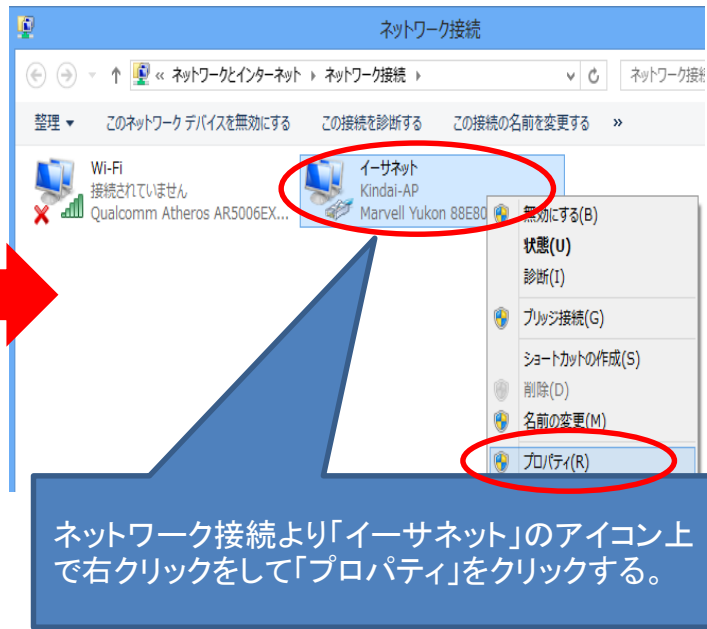 ネットワーク接続
« ネットワークとインターネット ▸ ネットワーク接続 ▸
ネットワーク接続
整理 ▼ このネットワーク デバイスを無効にする この接続を診断する この接続の名前を変更する »
Wi-Fi
接続されていません
Qualcomm Atheros AR5006EX...
イーサネット
Kindai-AP
Marvell Yukon 88E80
無効にする(B)
状態(U)
診断(I)
ブリッジ接続(G)
ショートカットの作成(S)
削除(D)
名前の変更(M)
プロパティ(R)
ネットワーク接続より「イーサネット」のアイコン上
で右クリックをして「プロパティ」をクリックする。